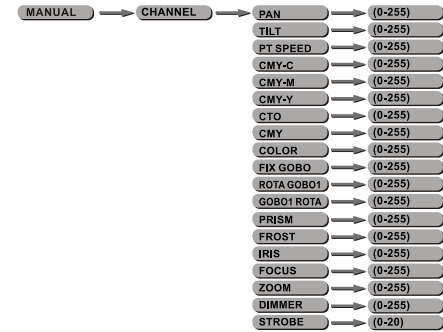 MANUAL CHANNEL PAN (0-255)
TILT (0-255)
PT SPEED (0-255)
CMY-C (0-255)
CMY-M (0-255)
CMY-Y (0-255)
CTO (0-255)
CMY (0-255)
COLOR (0-255)
FIX GOBO (0-255)
ROTA GOBO1 (0-255)
GOBO1 ROTA (0-255)
PRISM (0-255)
FROST (0-255)
IRIS (0-255)
FOCUS (0-255)
ZOOM (0-255)
DIMMER (0-255)
STROBE (0-20)